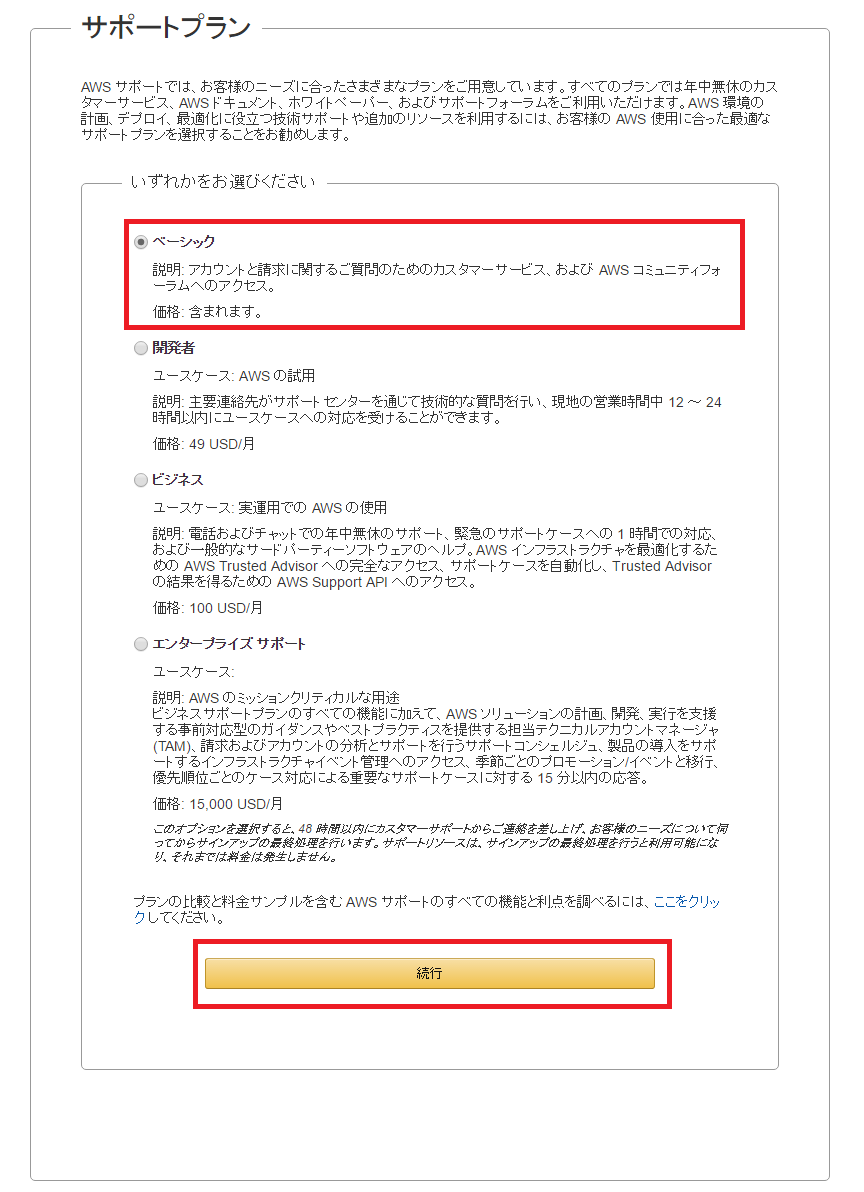 サポートプラン
AWS サポートでは、お客様のニーズに合ったさまざまなプランをご用意しています。すべてのプランでは年中無休のカス
タマーサービス、AWSドキュメント、ホワイトペーパー、およびサポートフォーラムをご利用いただけます。AWS 環境の
計画、デプロイ、最適化に役立つ技術サポートや追加のリソースを利用するには、お客様の AWS 使用に合った最適な
サポートプランを選択することをお勧めします。
いずれかをお選びください
ベーシック
説明: アカウントと請求に関するご質問のためのカスタマーサービス、および AWS コミュニティフォ
ーラムへのアクセス。
価格: 含まれます。
開発者
ユースケース: AWS の試用
説明: 主要連絡先がサポート センターを通じて技術的な質問を行い、現地の営業時間中 12 ～ 24
時間以内にユースケースへの対応を受けることができます。
価格: 49 USD/月
ビジネス
ユースケース: 実運用での AWS の使用
説明: 電話およびチャットでの年中無休のサポート、緊急のサポートケースへの 1 時間での対応、
および一般的なサードパーティーソフトウェアのヘルプ。AWS インフラストラクチャを最適化するた
めの AWS Trusted Advisor への完全なアクセス、サポートケースを自動化し、Trusted Advisor
の結果を得るための AWS Support API へのアクセス。
価格: 100 USD/月
エンタープライズ サポート
ユースケース:
説明: AWS のミッションクリティカルな用途
ビジネス サポートプランのすべての機能に加えて、AWS ソリューションの計画、開発、実行を支援
する事前対応型のガイダンスやベストプラクティスを提供する担当テクニカルアカウントマネージャ
(TAM)、請求およびアカウントの分析とサポートを行うサポートコンシェルジュ、製品の導入をサポ
ートするインフラストラクチャイベント管理へのアクセス、季節ごとのプロモーション/イベントと移行、
優先順位ごとのケース対応による重要なサポートケースに対する 15 分以内の応答。
価格: 15,000 USD/月
このオプションを選択すると、48 時間以内にカスタマーサポートからご連絡を差し上げ、お客様のニーズについて伺
ってからサインアップの最終処理を行います。サポートリソースは、サインアップの最終処理を行うと利用可能にな
り、それまでは料金は発生しません。
プランの比較と料金サンプルを含む AWS サポートのすべての機能と利点を調べるには、ここをクリッ
クしてください。
続行